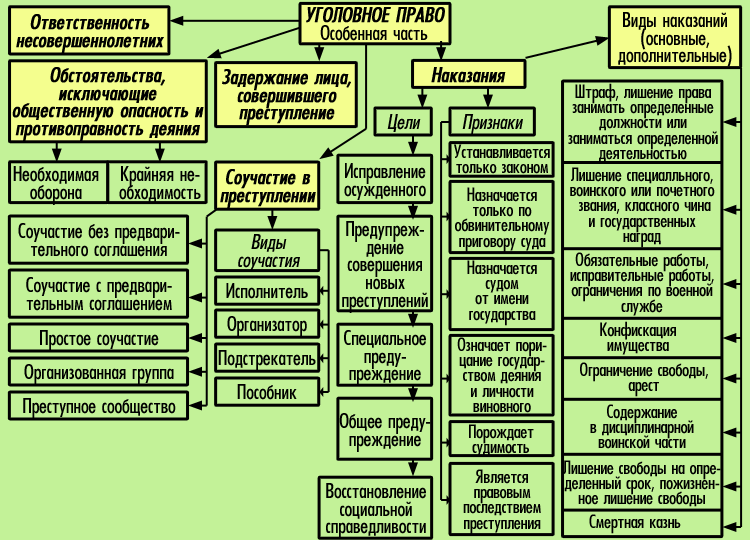 УГОЛОВНОЕ ПРАВО
Особенная часть
Ответственность
несовершеннолетних
Обстоятельства,
исключающие
общественную опасность и
противоправность деяния
Необходимая
оборона
Крайняя не-
обходимость
Задержание лица,
совершившего
преступление
Соучастие в
преступлении
Соучастие без предвари-
тельного соглашения
Соучастие с предвари-
тельным соглашением
Простое соучастие
Организованная группа
Преступное сообщество
Виды
соучастия
Исполнитель
Организатор
Подстрекатель
Пособник
Наказания
Цели
Исправление
осужденного
Предупреж-
дение
совершения
новых
преступлений
Специальное
преду-
преждение
Общее преду-
преждение
Восстановление
социальной
справедливости
Признаки
Устанавливается
только законом
Назначается
только по
обвинительному
приговору суда
Назначается
судом
от имени
государства
Означает пори-
цание государ-
ством деяния
и личности
виновного
Порождает
судимость
Является
правовым
последствием
преступления
Виды наказаний
(основные,
дополнительные)
Штраф, лишение права
занимать определенные
должности или
заниматься определенной
деятельностью
Лишение специалльного,
воинского или почетного
звания, классного чина
и государственных
наград
Обязательные работы,
исправительные работы,
ограничения по военной
службе
Конфискация
имущества
Ограничение свободы,
арест
Содержание
в дисциплинарной
воинской части
Лишение свободы на опре-
деленный срок, пожизнен-
ное лишение свободы
Смертная казнь